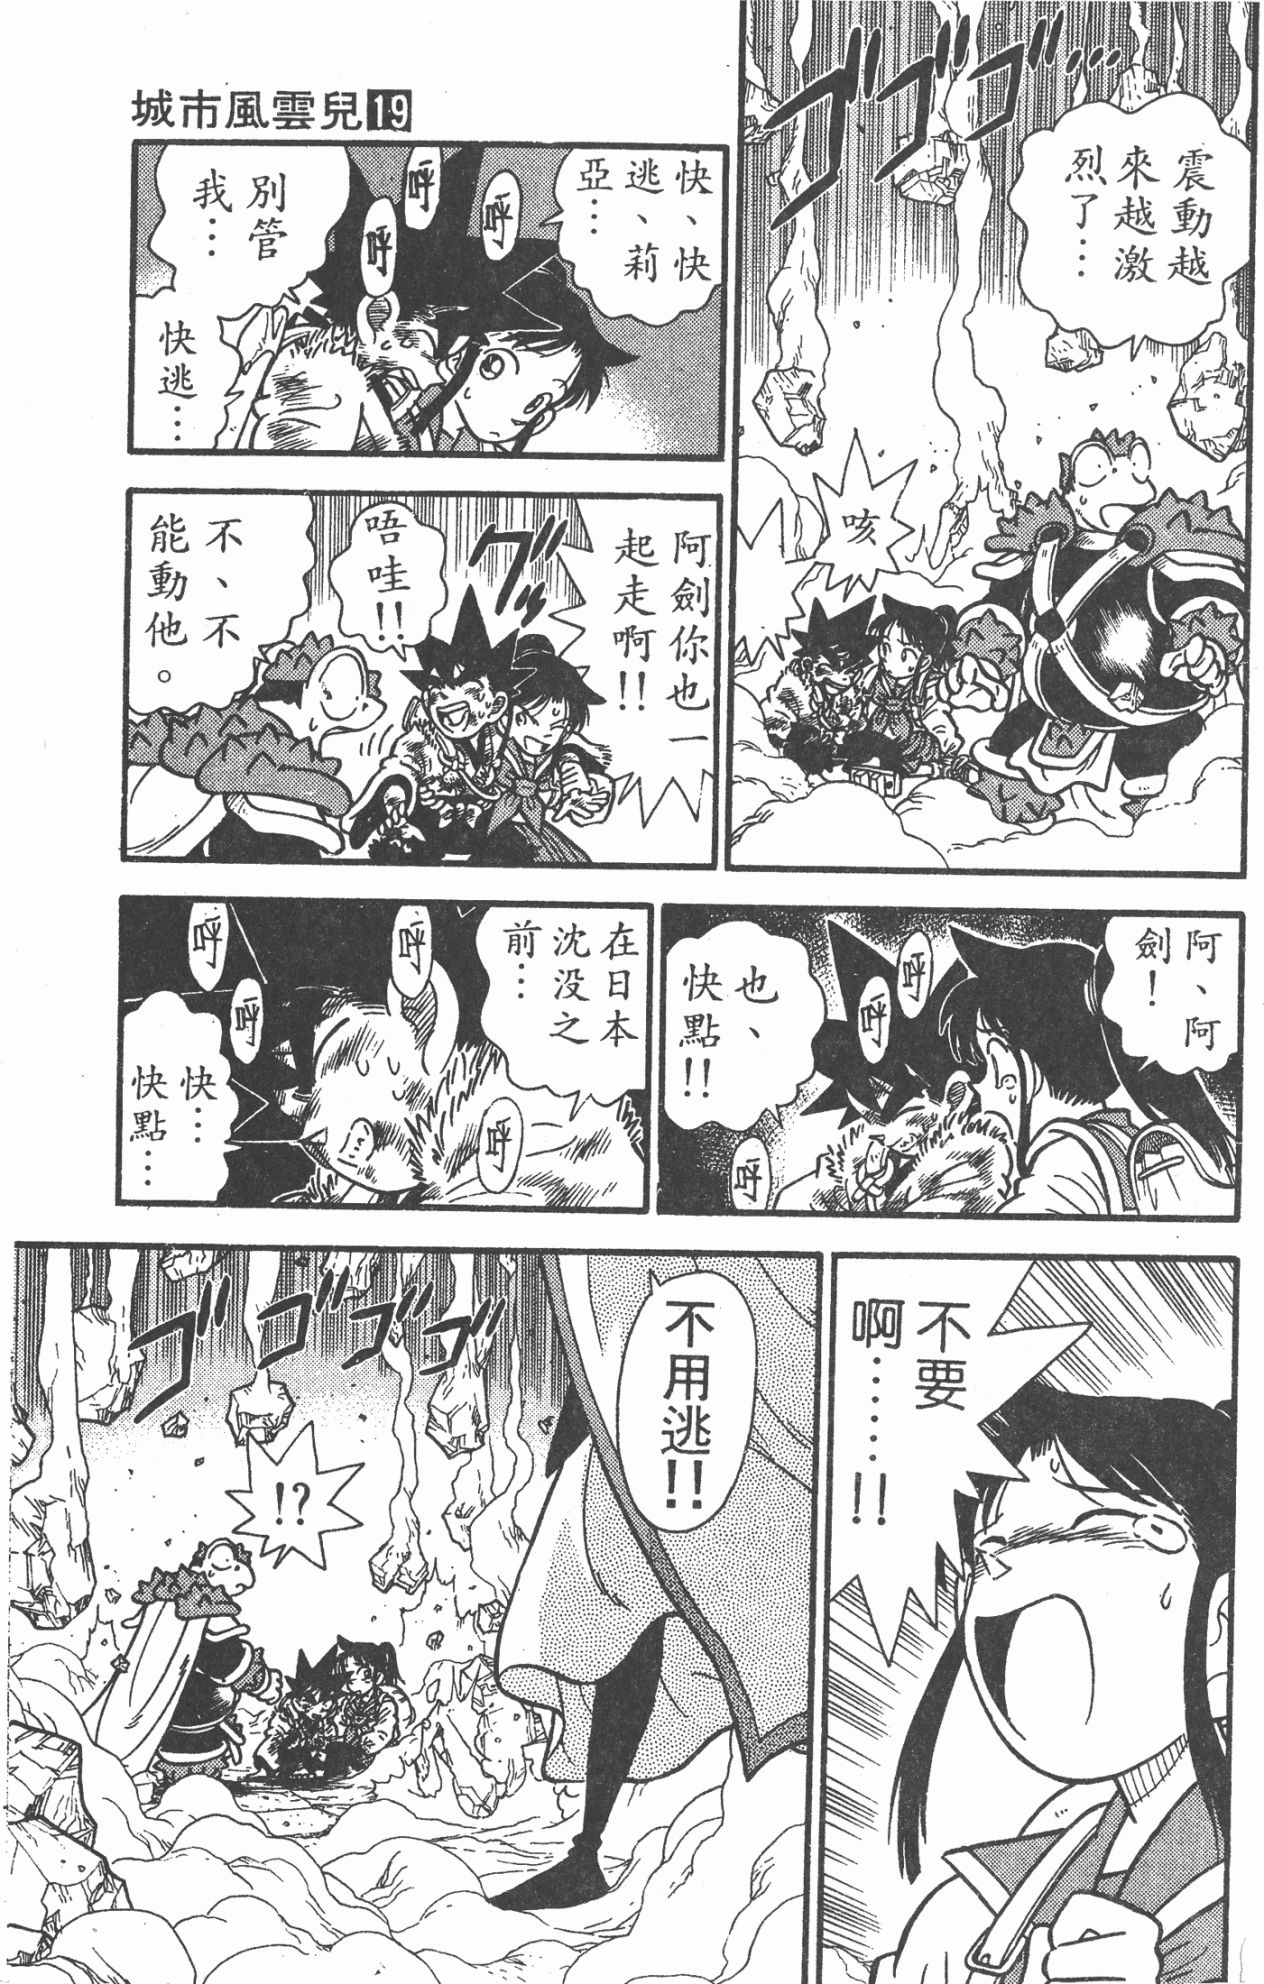 城市風雲兒19
ゴゴゴ…
震動越
來越激
烈了…
咳
快、快
逃、莉
亞…
呼
呼
呼
別管
我…
快逃…
阿劍你也一
起走啊!!
グ"
唔哇!!
不、不
能動他。
阿、阿
劍!
呼
呼
也、
快點!!
呼
在日本
沈没之
前…
呼
呼
呼
呼
快…
快點…
不要
啊……!!
不用逃!!
ゴゴゴゴ
!?